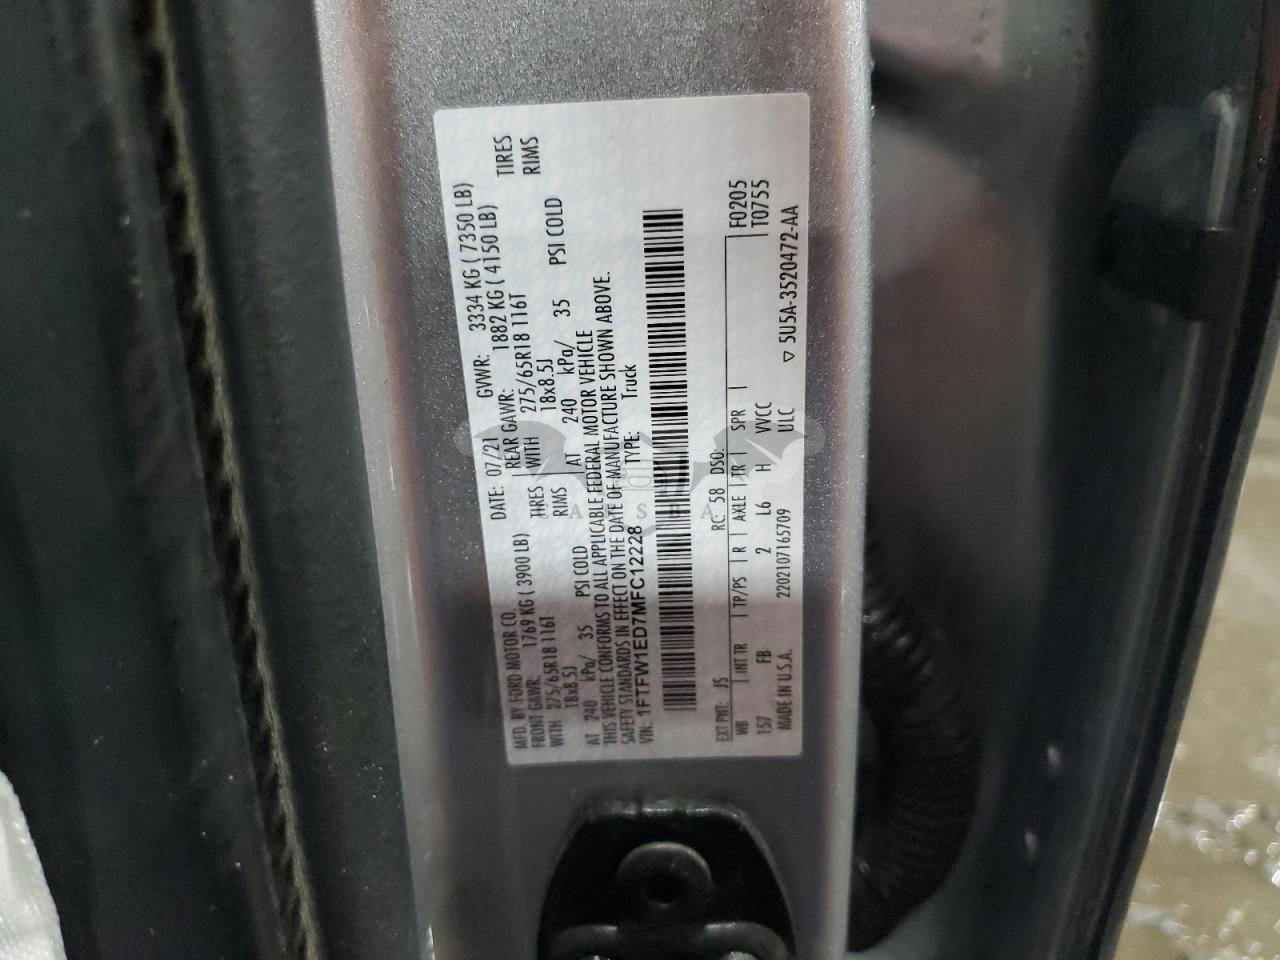 MFD. BY FORD MOTOR CO.
DATE: 07/21 GVWR: 3334 KG ( 7350 LB)
FRONT GAWR: 1769 KG ( 3900 LB) REAR GAWR: 1882 KG ( 4150 LB)
WITH 275/65R18 116T TIRES WITH 275/65R18 116T TIRES
18x8.5J RIMS 18x8.5J RIMS
AT 240 kPa/ 35 PSI COLD AT 240 kPa/ 35 PSI COLD
THIS VEHICLE CONFORMS TO ALL APPLICABLE FEDERAL MOTOR VEHICLE
SAFETY STANDARDS IN EFFECT ON THE DATE OF MANUFACTURE SHOWN ABOVE.
VIN: 1FTFW1ED7MFC12228 TYPE: Truck
EXT PNT: JS RC: 58 DSO: F0205
WB INT TR TP/PS R AXLE TR SPR T0755
157 FB 2 L6 H VVCC
MADE IN U.S.A. 2202107165709 ULC ▽ 5U5A-3520472-AA